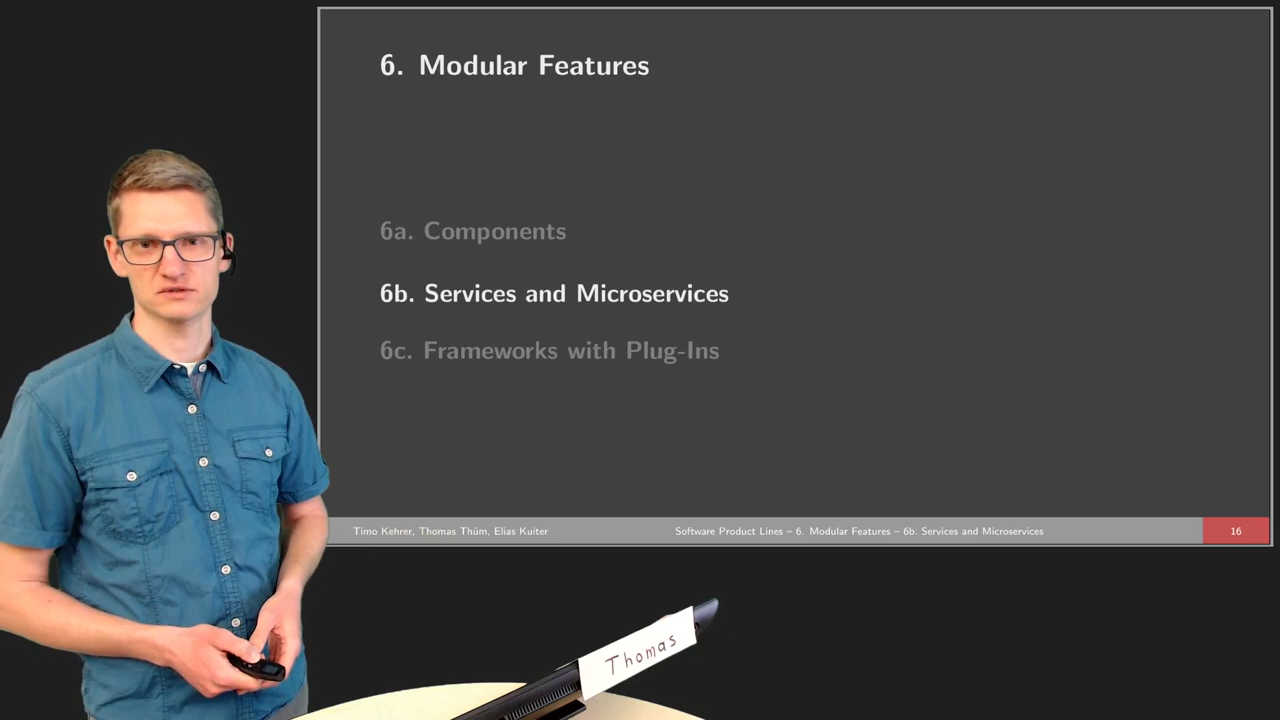 6. Modular Features
6a. Components
6b. Services and Microservices
6c. Frameworks with Plug-Ins
Timo Kehrer, Thomas Thüm, Elias Kuiter
Software Product Lines – 6. Modular Features – 6b. Services and Microservices
16
Thomas